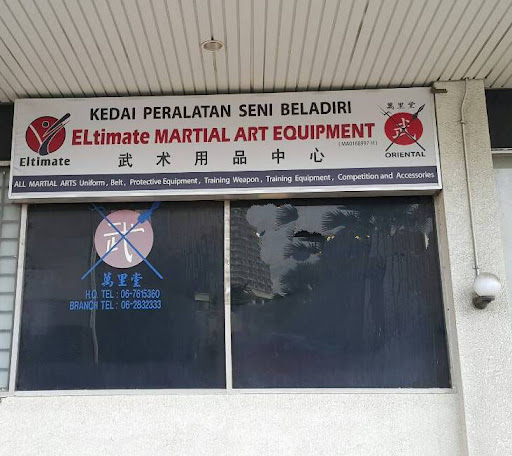 KEDAI PERALATAN SENI BELADIRI
ELtimate MARTIAL ART EQUIPMENT
武术用品中心
Eltimate
萬里堂
武
ORIENTAL
ALL MARTIAL ARTS Uniform, Belt, Protective Equipment, Training Weapon, Training Equipment, Competition and Accessories
武
萬里堂
H.Q TEL : 06-7615360
BRANCH TEL : 06-2832333